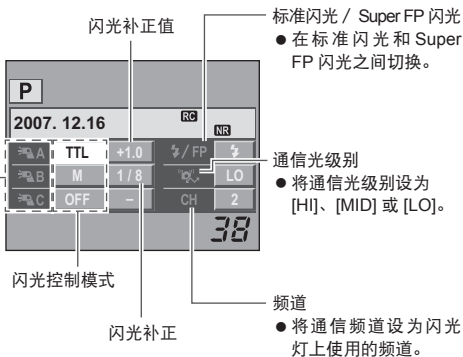 闪光补正值
标准闪光 / Super FP 闪光
● 在标准闪光和 Super
FP 闪光之间切换。
P
2007. 12.16
RC
NR
A TTL +1.0 /FP
B M 1 / 8 LO
C OFF – CH 2
38
通信光级别
● 将通信光级别设为
[HI]、[MID] 或 [LO]。
闪光控制模式
闪光补正
频道
● 将通信频道设为闪光
灯上使用的频道。